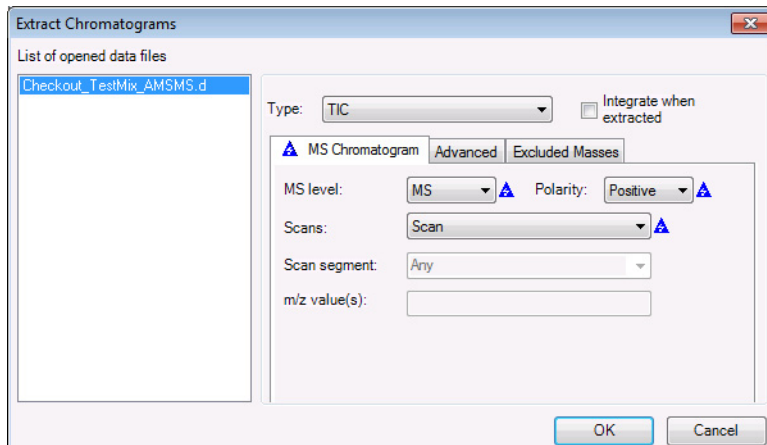 Extract Chromatograms
List of opened data files
Checkout_TestMix_AMSMS.d
Type: TIC
Integrate when
extracted
MS Chromatogram Advanced Excluded Masses
MS level: MS Polarity: Positive
Scans: Scan
Scan segment: Any
m/z value(s):
OK Cancel